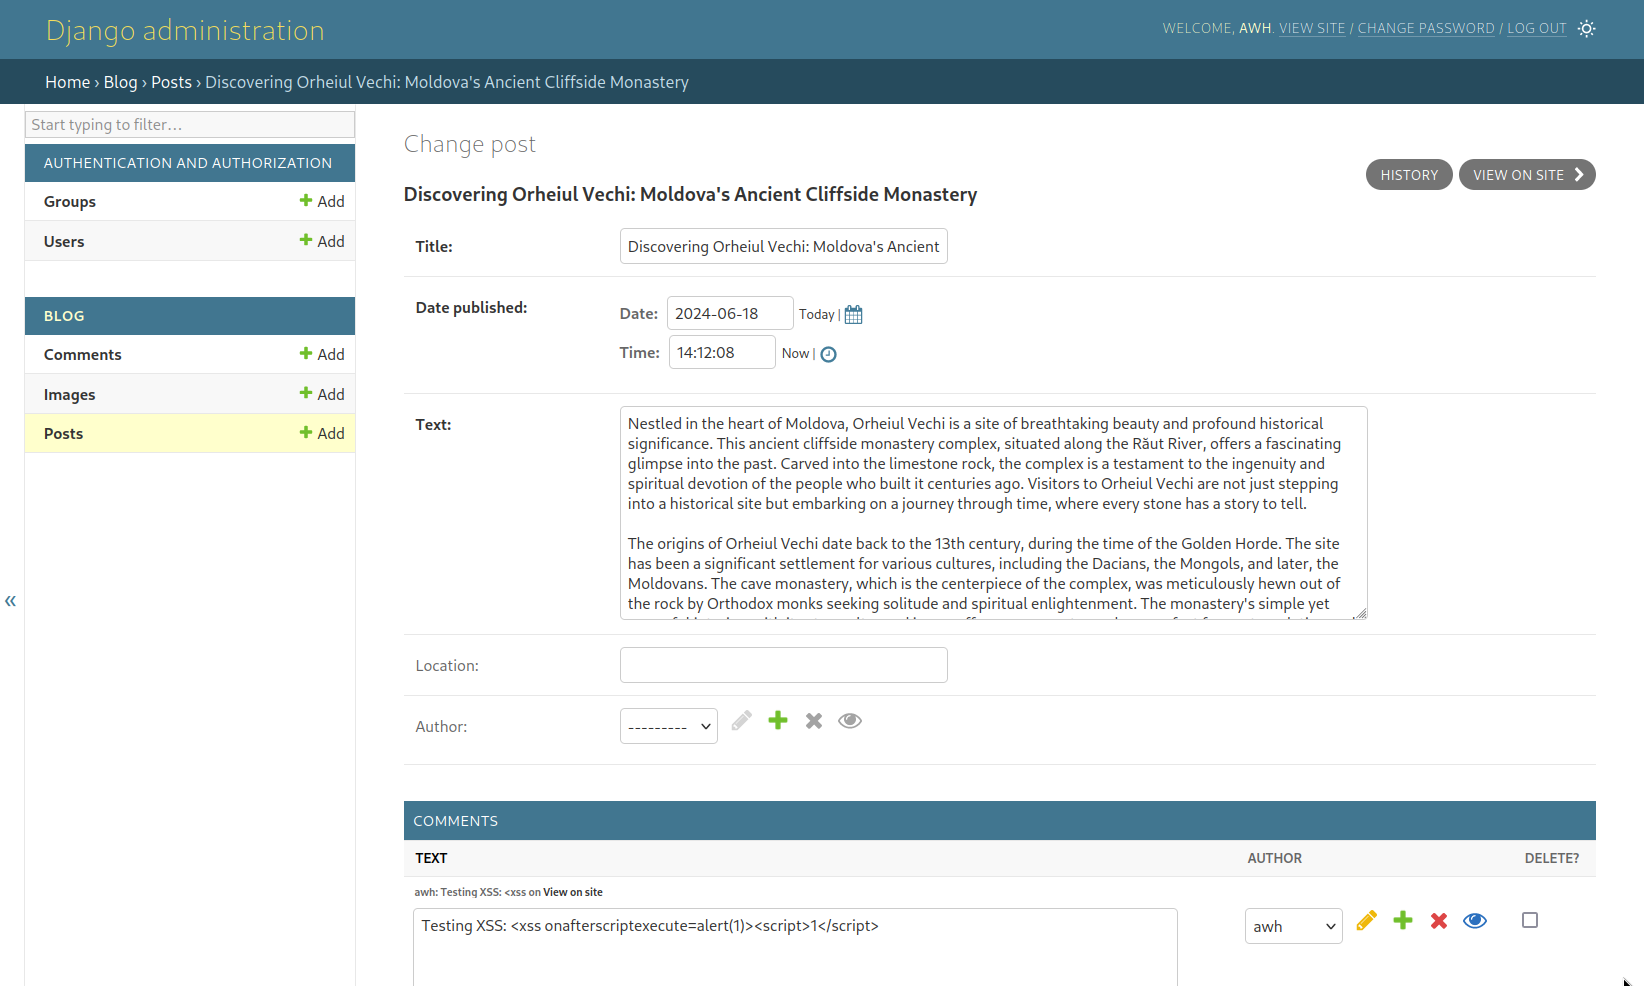 Django administration
WELCOME, AWH. VIEW SITE / CHANGE PASSWORD / LOG OUT
Home › Blog › Posts › Discovering Orheiul Vechi: Moldova's Ancient Cliffside Monastery
Start typing to filter...
AUTHENTICATION AND AUTHORIZATION
Groups Add
Users Add
BLOG
Comments Add
Images Add
Posts Add
«
Change post
HISTORY
VIEW ON SITE
Discovering Orheiul Vechi: Moldova's Ancient Cliffside Monastery
Title: Discovering Orheiul Vechi: Moldova's Ancient
Date published:
Date: 2024-06-18 Today |
Time: 14:12:08 Now |
Text:
Nestled in the heart of Moldova, Orheiul Vechi is a site of breathtaking beauty and profound historical
significance. This ancient cliffside monastery complex, situated along the Răut River, offers a fascinating
glimpse into the past. Carved into the limestone rock, the complex is a testament to the ingenuity and
spiritual devotion of the people who built it centuries ago. Visitors to Orheiul Vechi are not just stepping
into a historical site but embarking on a journey through time, where every stone has a story to tell.
The origins of Orheiul Vechi date back to the 13th century, during the time of the Golden Horde. The site
has been a significant settlement for various cultures, including the Dacians, the Mongols, and later, the
Moldovans. The cave monastery, which is the centerpiece of the complex, was meticulously hewn out of
the rock by Orthodox monks seeking solitude and spiritual enlightenment. The monastery's simple yet
Location:
Author: ---------
COMMENTS
TEXT AUTHOR DELETE?
awh: Testing XSS: <xss on View on site
Testing XSS: <xss onafterscriptexecute=alert(1)><script>1</script>
awh